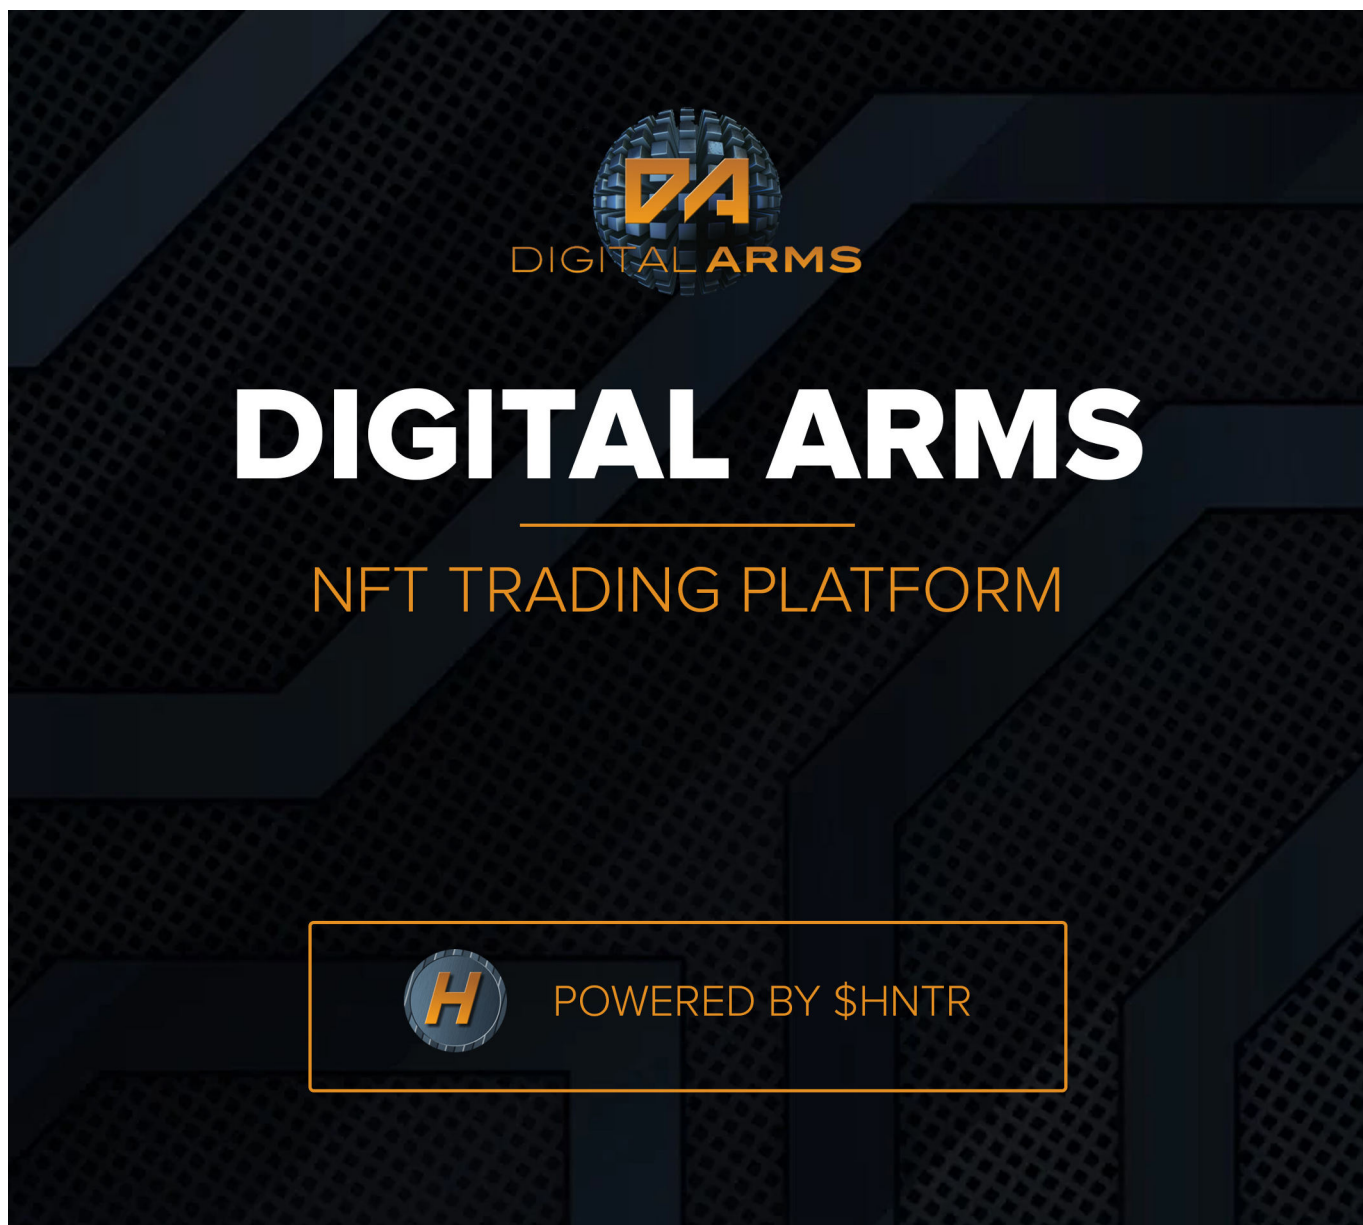 DA
DIGITAL ARMS
DIGITAL ARMS
NFT TRADING PLATFORM
H
POWERED BY $HNTR